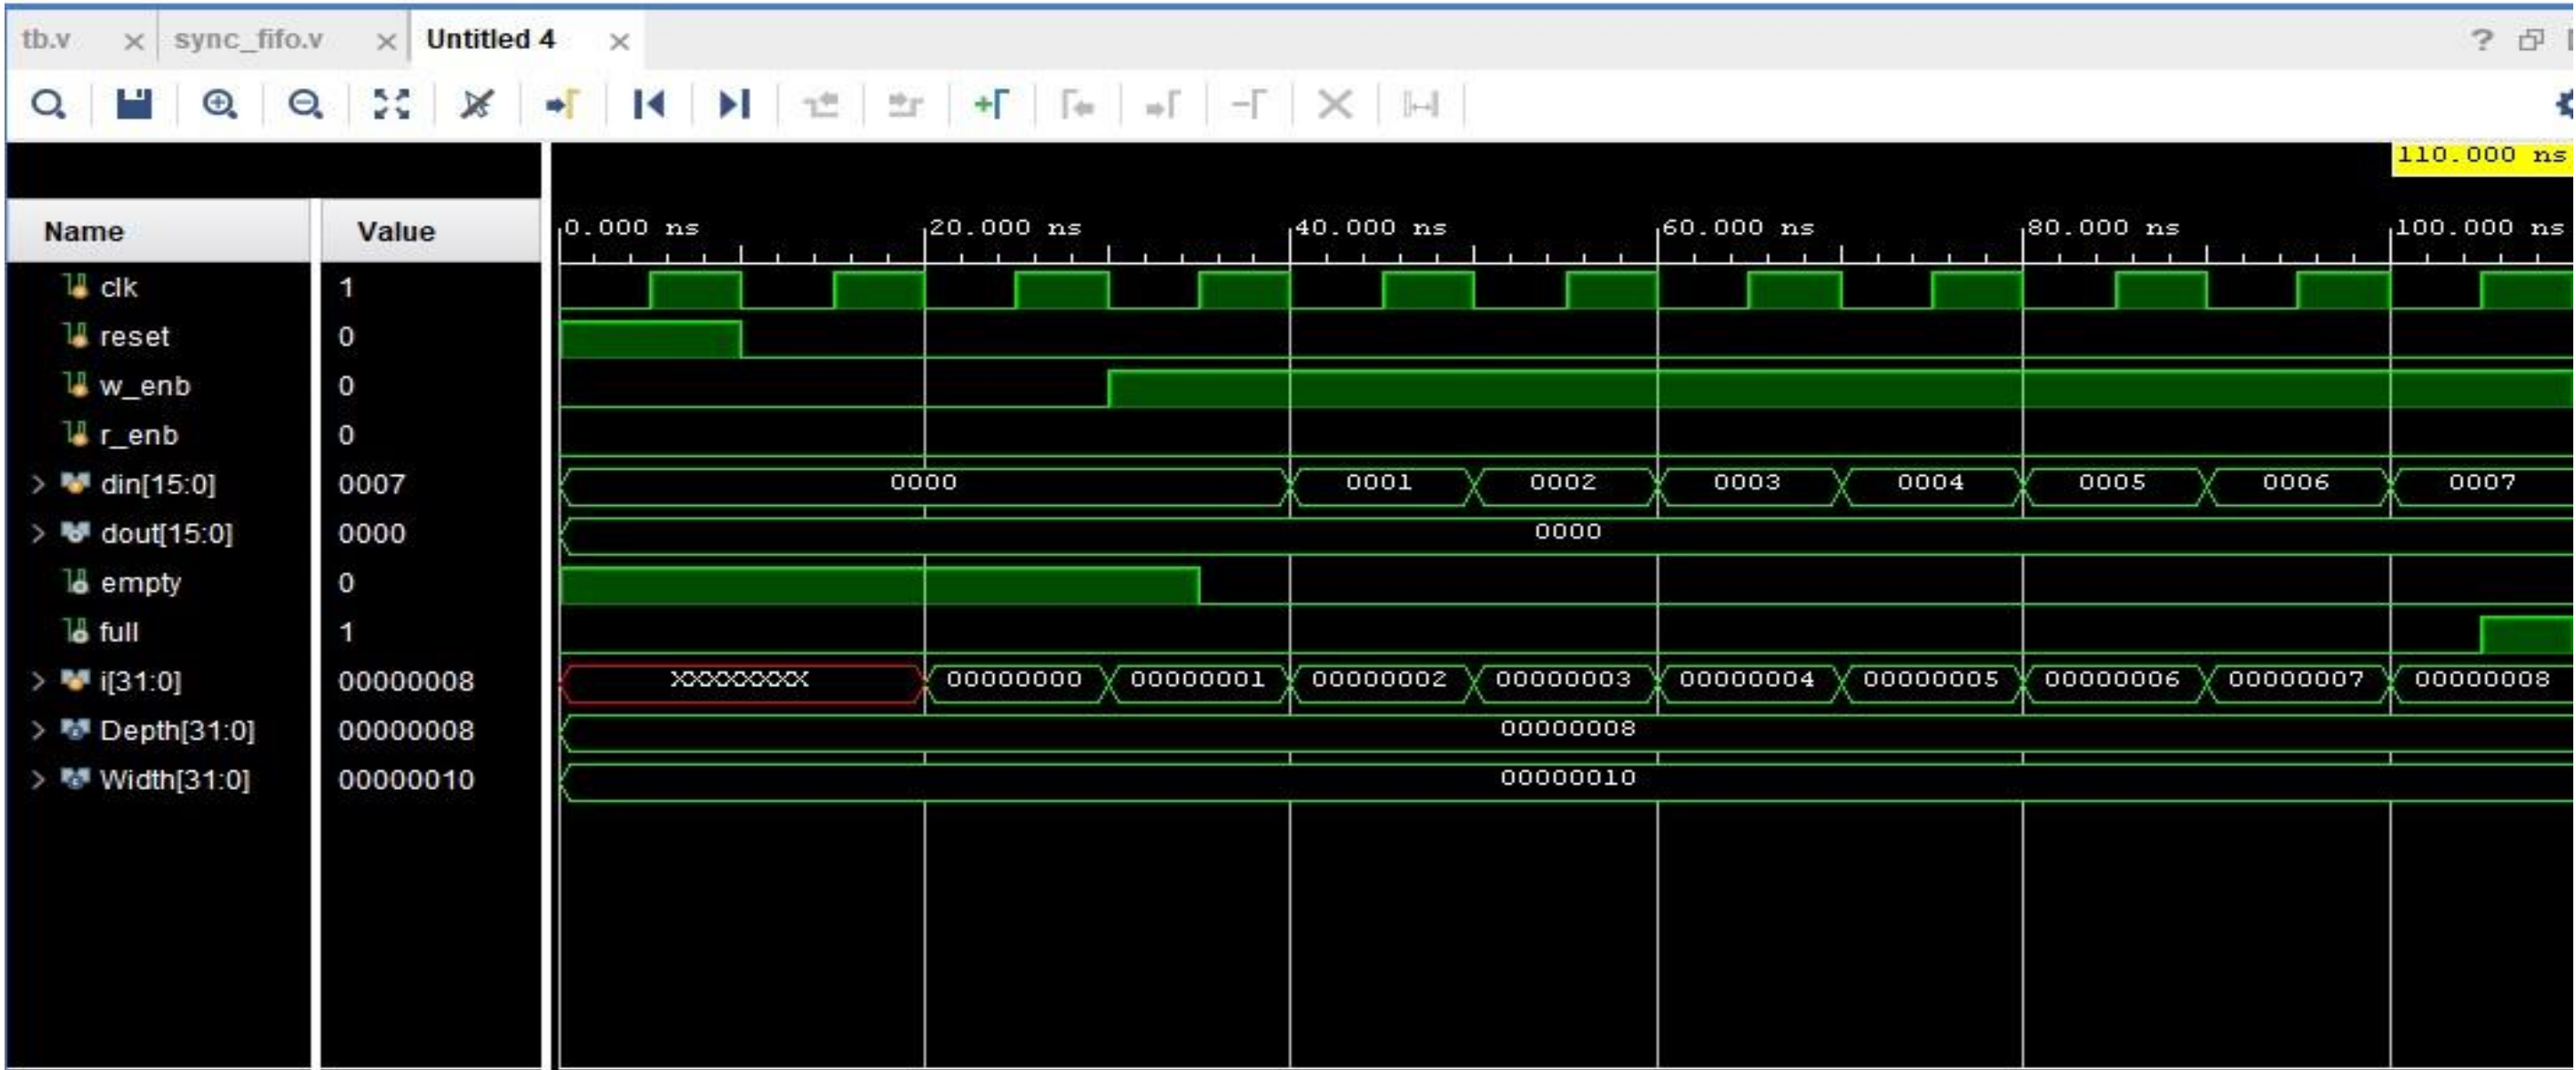 tb.v sync_fifo.v Untitled 4
110.000 ns
Name Value 0.000 ns 20.000 ns 40.000 ns 60.000 ns 80.000 ns 100.000 ns
clk 1
reset 0
w_enb 0
r_enb 0
din[15:0] 0007 0000 0001 0002 0003 0004 0005 0006 0007
dout[15:0] 0000 0000
empty 0
full 1
i[31:0] 00000008 XXXXXXXX 00000000 00000001 00000002 00000003 00000004 00000005 00000006 00000007 00000008
Depth[31:0] 00000008 00000008
Width[31:0] 00000010 00000010